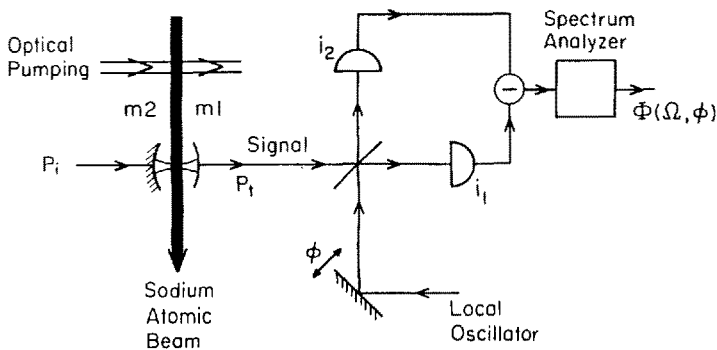 Optical
Pumping
m2
m1
P_i
P_t
Signal
Sodium
Atomic
Beam
i_2
i_1
ϕ
Local
Oscillator
−
Spectrum
Analyzer
Φ(Ω,ϕ)